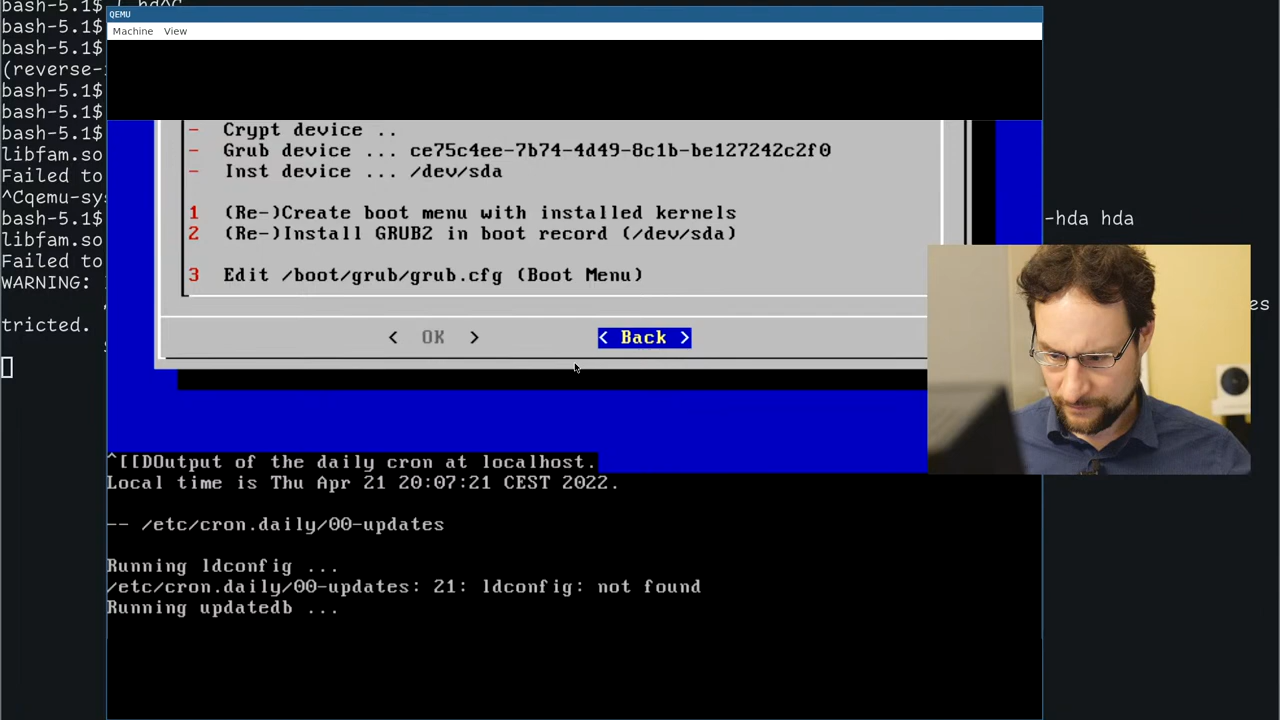 bash-5.1$ ( hd^C
bash-5.1$
bash-5.1$
(reverse-
bash-5.1$
bash-5.1$
bash-5.1$
libfam.so
Failed to
^Cqemu-sy
bash-5.1$
libfam.so
Failed to
WARNING:
tricted.
QEMU
Machine View
- Crypt device ..
- Grub device ... ce75c4ee-7b74-4d49-8c1b-be127242c2f0
- Inst device ... /dev/sda
1 (Re-)Create boot menu with installed kernels
2 (Re-)Install GRUB2 in boot record (/dev/sda)
3 Edit /boot/grub/grub.cfg (Boot Menu)
< OK > < Back >
^[[DOutput of the daily cron at localhost.
Local time is Thu Apr 21 20:07:21 CEST 2022.
-- /etc/cron.daily/00-updates
Running ldconfig ...
/etc/cron.daily/00-updates: 21: ldconfig: not found
Running updatedb ...
-hda hda
es